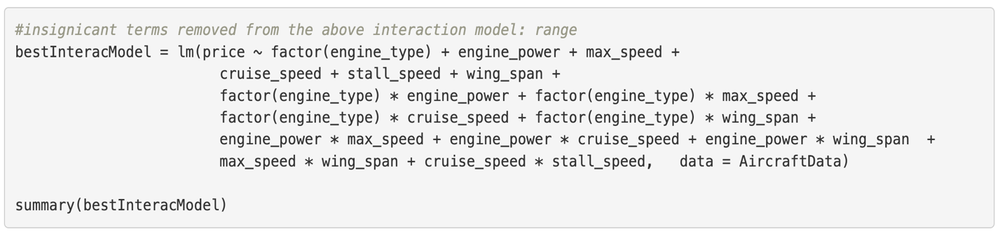 #insignicant terms removed from the above interaction model: range
bestInteracModel = lm(price ~ factor(engine_type) + engine_power + max_speed +
cruise_speed + stall_speed + wing_span +
factor(engine_type) * engine_power + factor(engine_type) * max_speed +
factor(engine_type) * cruise_speed + factor(engine_type) * wing_span +
engine_power * max_speed + engine_power * cruise_speed + engine_power * wing_span  +
max_speed * wing_span + cruise_speed * stall_speed,   data = AircraftData)
summary(bestInteracModel)